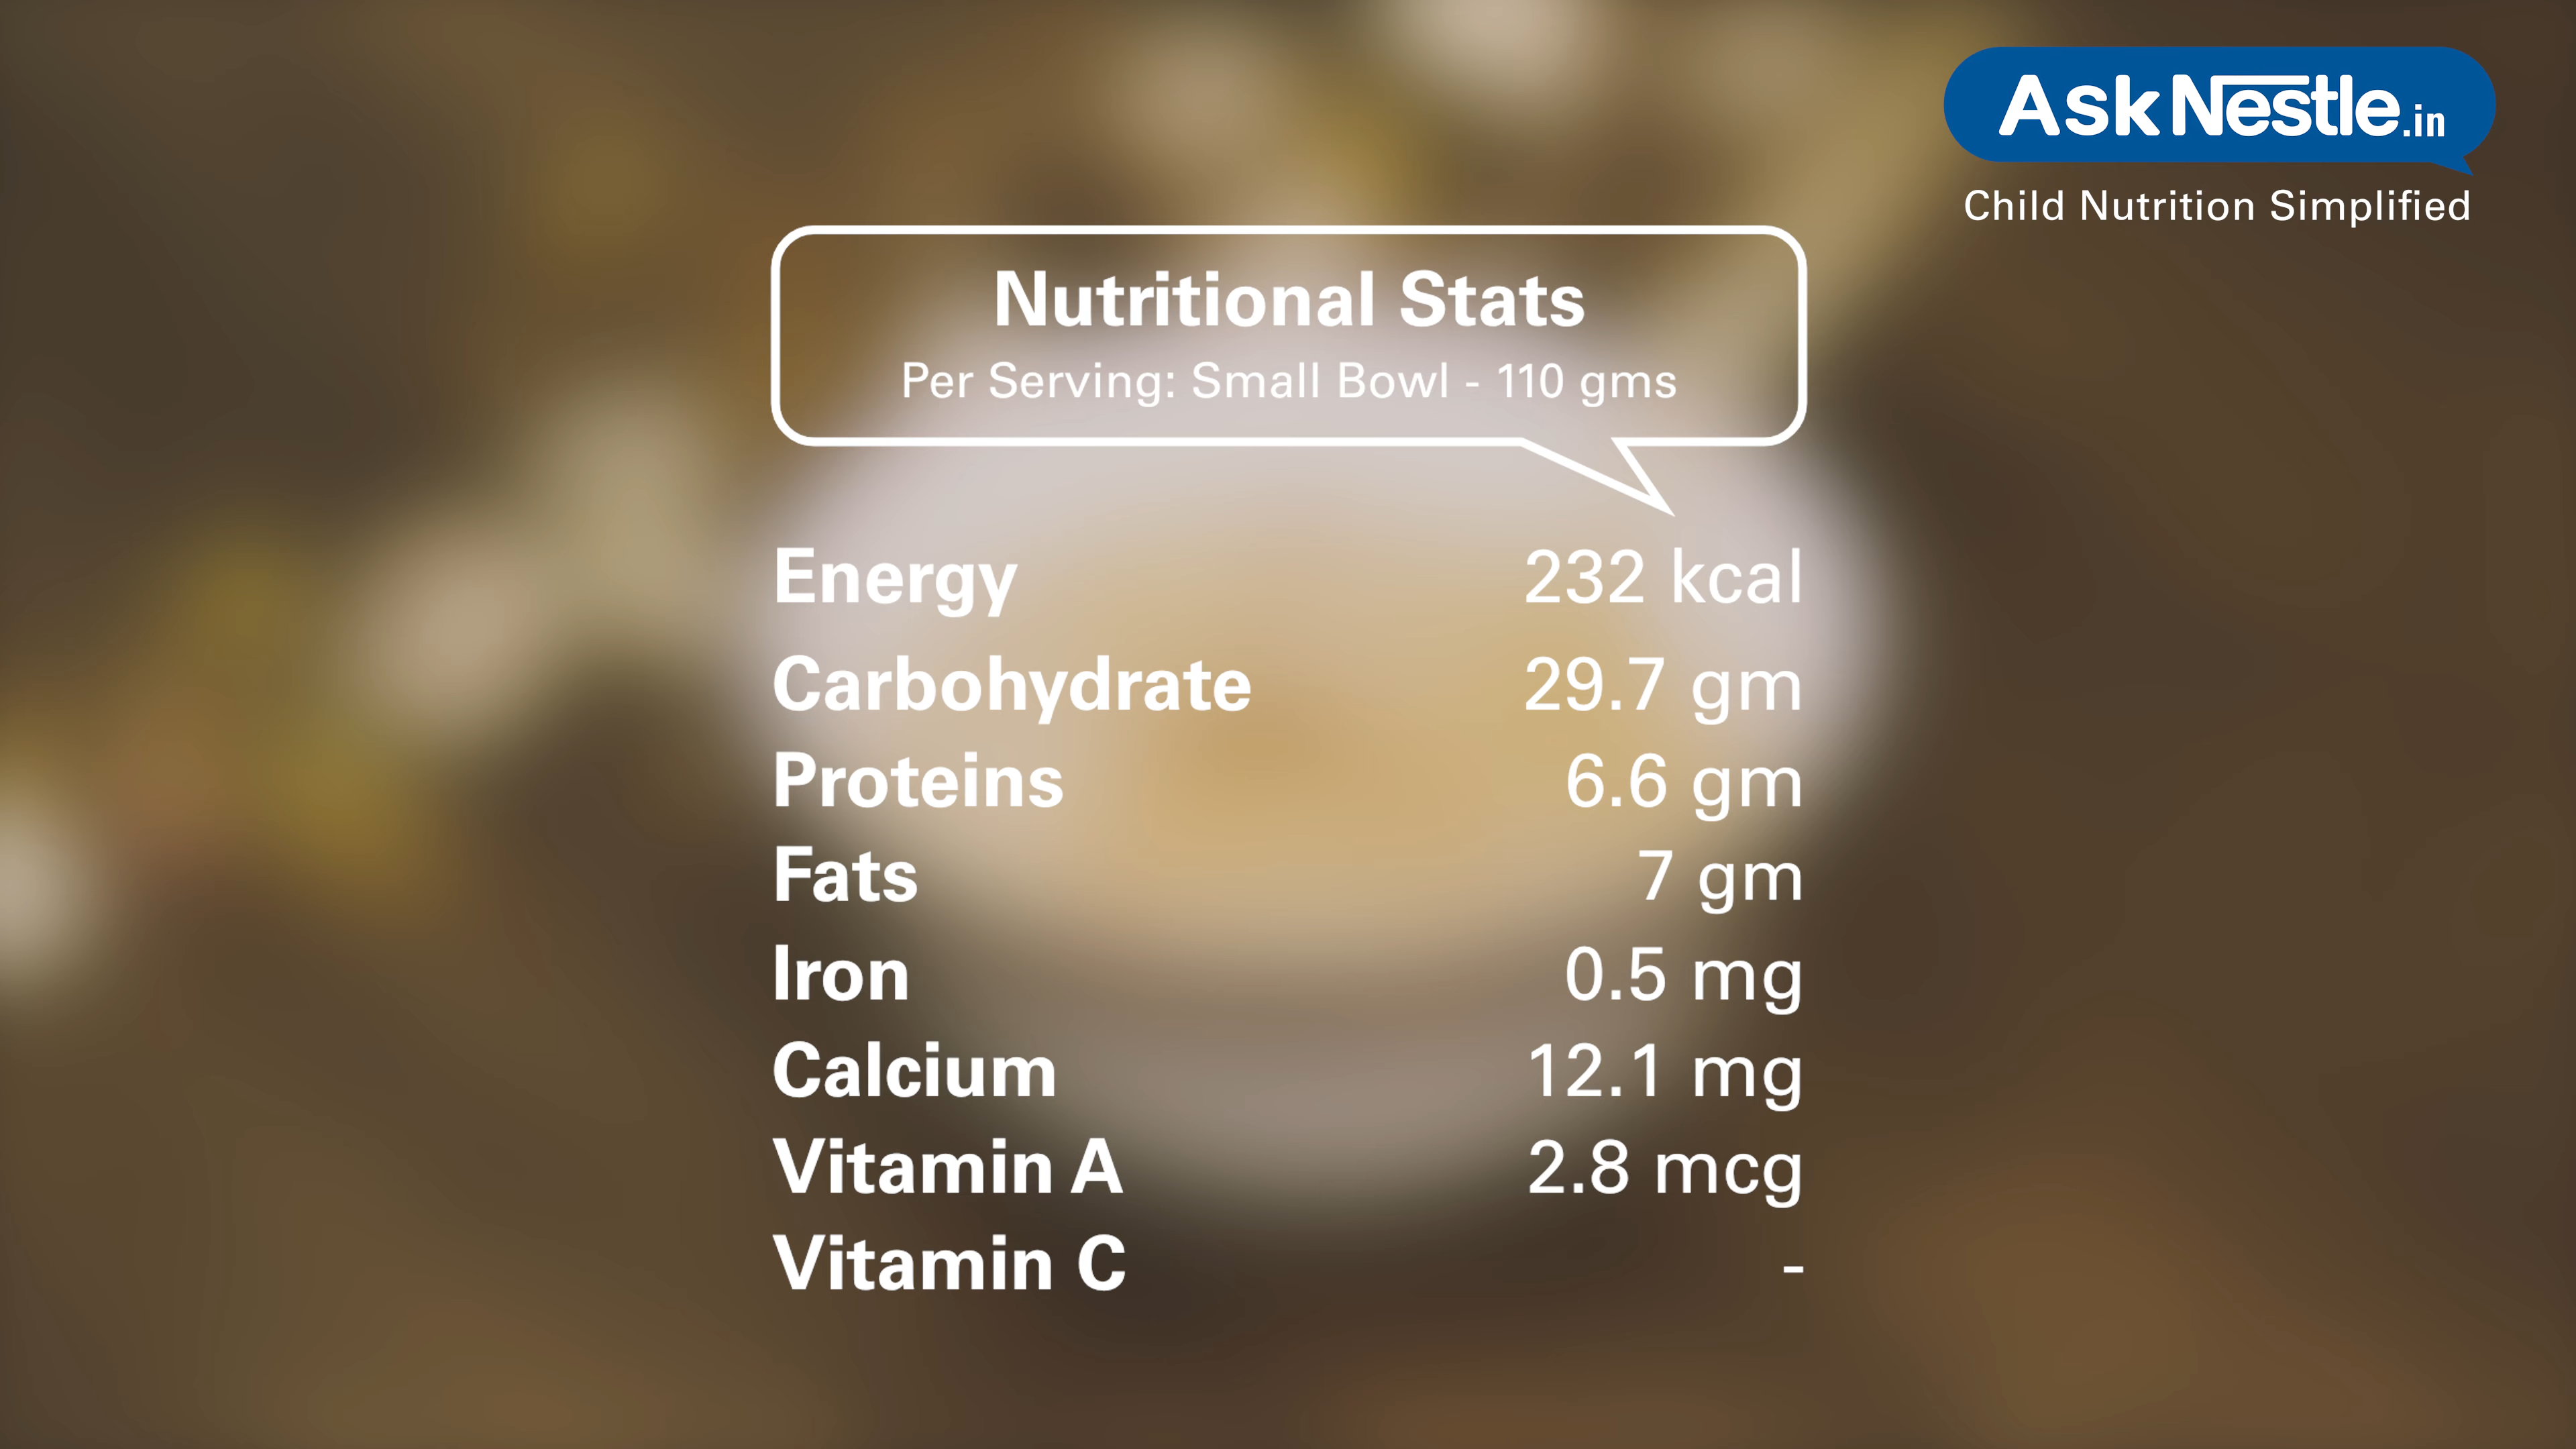 AskNestle.in
Child Nutrition Simplified
Nutritional Stats
Per Serving: Small Bowl - 110 gms
Energy 232 kcal
Carbohydrate 29.7 gm
Proteins 6.6 gm
Fats 7 gm
Iron 0.5 mg
Calcium 12.1 mg
Vitamin A 2.8 mcg
Vitamin C -